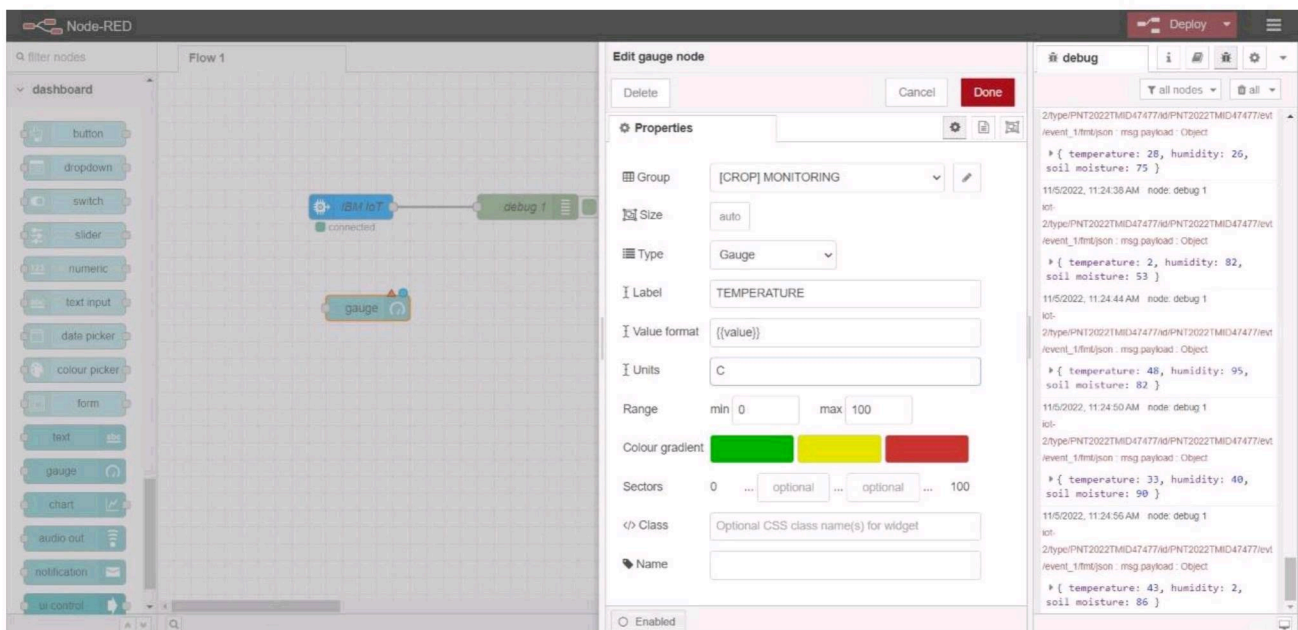 Node-RED
Deploy
filter nodes
dashboard
button
dropdown
switch
slider
numeric
text input
date picker
colour picker
form
text
abc
gauge
chart
audio out
notification
ui control
Flow 1
IBM IoT
connected
debug 1
gauge
Edit gauge node
Delete
Cancel
Done
Properties
Group
[CROP] MONITORING
Size
auto
Type
Gauge
Label
TEMPERATURE
Value format
{{value}}
Units
C
Range
min 0
max 100
Colour gradient
Sectors
0 ... optional ... optional ... 100
</> Class
Optional CSS class name(s) for widget
Name
Enabled
debug
i
all nodes
all
2/type/PNT2022TMID47477/id/PNT2022TMID47477/evt
/event_1/fmt/json : msg.payload : Object
{ temperature: 28, humidity: 26,
soil moisture: 75 }
11/5/2022, 11:24:38 AM node: debug 1
iot-
2/type/PNT2022TMID47477/id/PNT2022TMID47477/evt
/event_1/fmt/json : msg.payload : Object
{ temperature: 2, humidity: 82,
soil moisture: 53 }
11/5/2022, 11:24:44 AM node: debug 1
iot-
2/type/PNT2022TMID47477/id/PNT2022TMID47477/evt
/event_1/fmt/json : msg.payload : Object
{ temperature: 48, humidity: 95,
soil moisture: 82 }
11/5/2022, 11:24:50 AM node: debug 1
iot-
2/type/PNT2022TMID47477/id/PNT2022TMID47477/evt
/event_1/fmt/json : msg.payload : Object
{ temperature: 33, humidity: 40,
soil moisture: 90 }
11/5/2022, 11:24:56 AM node: debug 1
iot-
2/type/PNT2022TMID47477/id/PNT2022TMID47477/evt
/event_1/fmt/json : msg.payload : Object
{ temperature: 43, humidity: 2,
soil moisture: 86 }